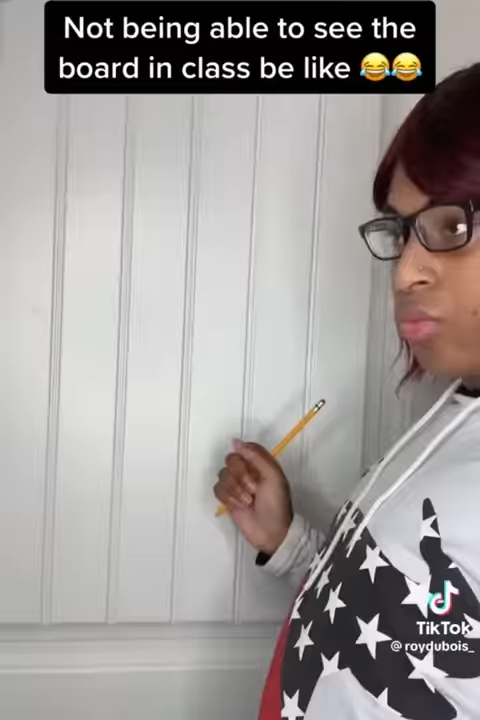 Not being able to see the
board in class be like 😂😂
TikTok
@roydubois_